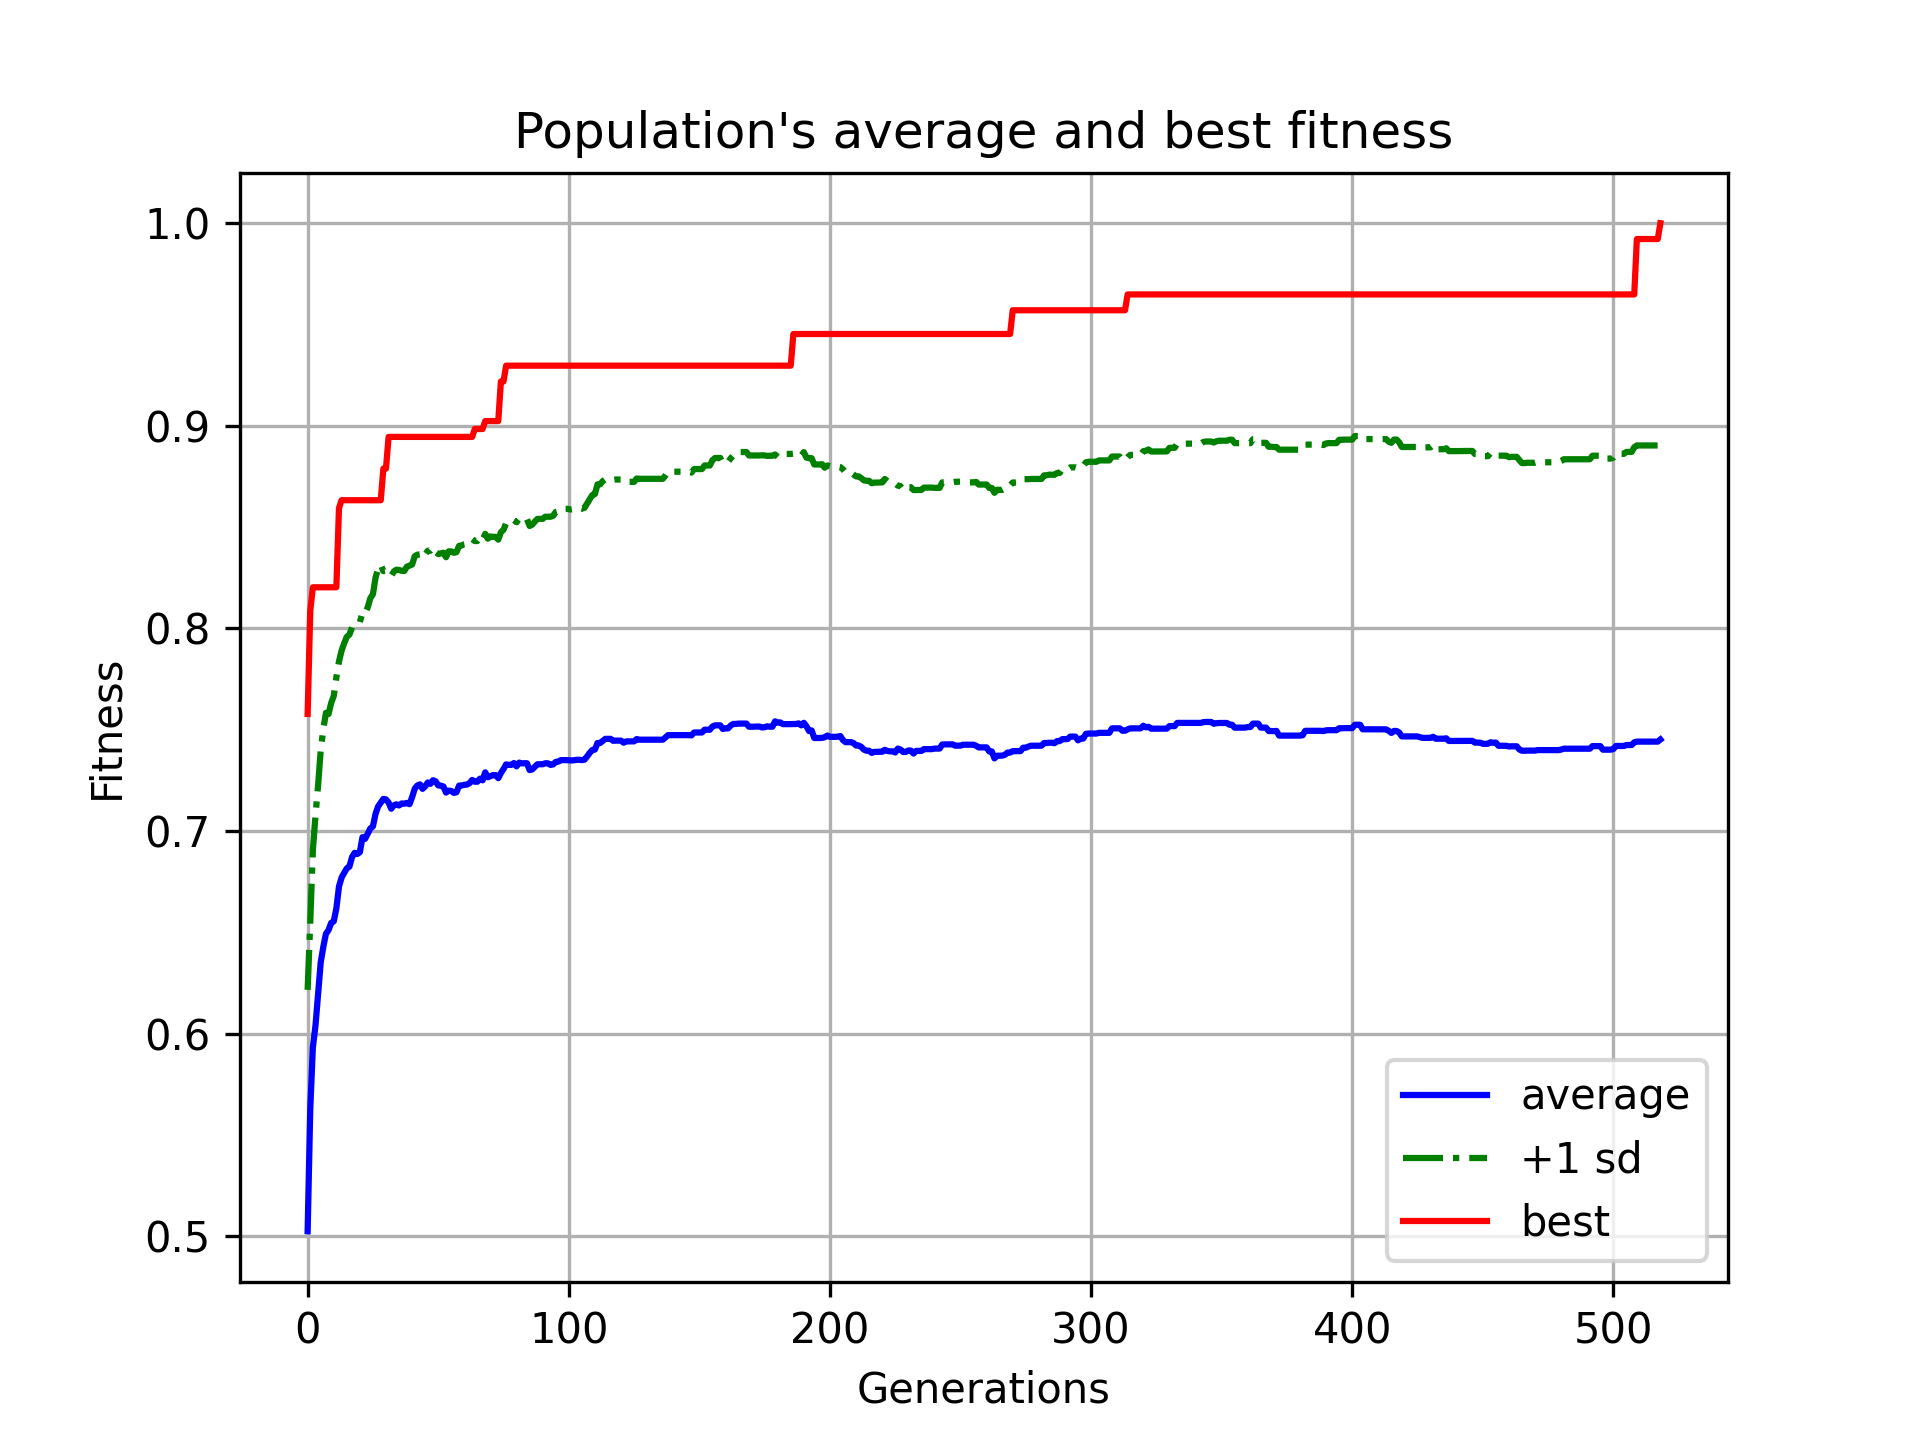 Population's average and best fitness
1.0
0.9
0.8
0.7
0.6
0.5
Fitness
0 100 200 300 400 500
Generations
average
+1 sd
best